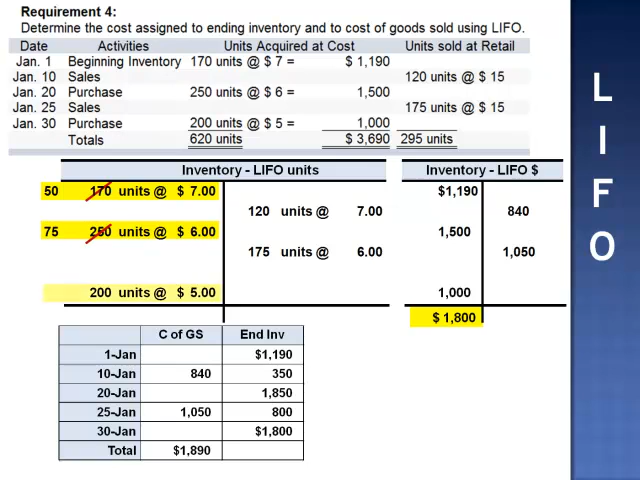 Requirement 4:
Determine the cost assigned to ending inventory and to cost of goods sold using LIFO.
Date Activities Units Acquired at Cost Units sold at Retail
Jan. 1 Beginning Inventory 170 units @ $ 7 = $ 1,190
Jan. 10 Sales 120 units @ $ 15
Jan. 20 Purchase 250 units @ $ 6 = 1,500
Jan. 25 Sales 175 units @ $ 15
Jan. 30 Purchase 200 units @ $ 5 = 1,000
Totals 620 units $ 3,690 295 units
Inventory - LIFO units Inventory - LIFO $
50 170 units @ $ 7.00 $1,190
120 units @ 7.00 840
75 250 units @ $ 6.00 1,500
175 units @ 6.00 1,050
200 units @ $ 5.00 1,000
$ 1,800
C of GS End Inv
1-Jan $1,190
10-Jan 840 350
20-Jan 1,850
25-Jan 1,050 800
30-Jan $1,800
Total $1,890
L
I
F
O